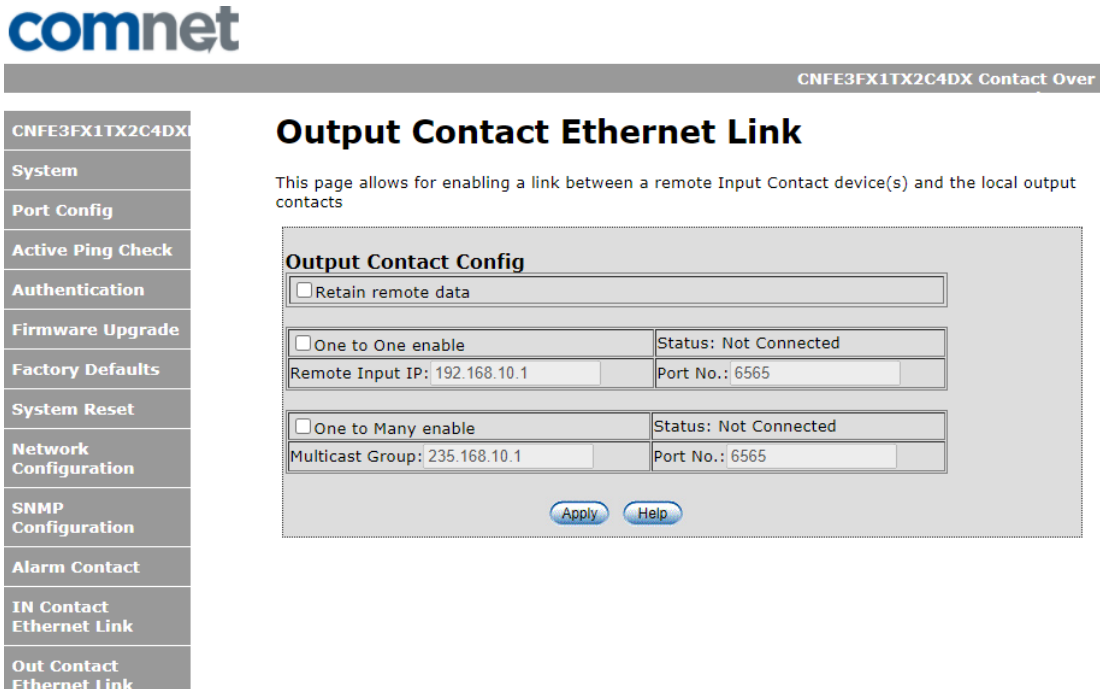 comnet
CNFE3FX1TX2C4DX Contact Over
CNFE3FX1TX2C4DX
System
Port Config
Active Ping Check
Authentication
Firmware Upgrade
Factory Defaults
System Reset
Network
Configuration
SNMP
Configuration
Alarm Contact
IN Contact
Ethernet Link
Out Contact
Ethernet Link
Output Contact Ethernet Link
This page allows for enabling a link between a remote Input Contact device(s) and the local output
contacts
Output Contact Config
Retain remote data
One to One enable Status: Not Connected
Remote Input IP: 192.168.10.1 Port No.: 6565
One to Many enable Status: Not Connected
Multicast Group: 235.168.10.1 Port No.: 6565
Apply Help